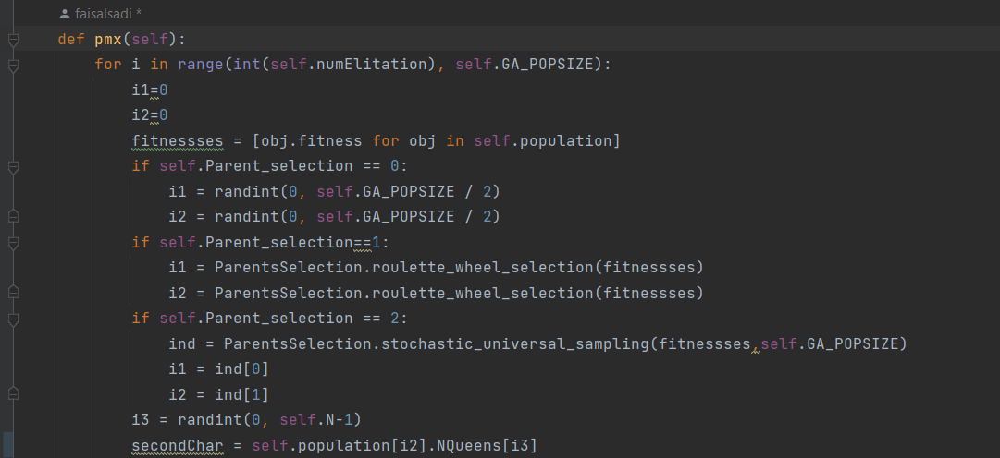 faisalsadi *
def pmx(self):
    for i in range(int(self.numElitation), self.GA_POPSIZE):
        i1=0
        i2=0
        fitnessses = [obj.fitness for obj in self.population]
        if self.Parent_selection == 0:
            i1 = randint(0, self.GA_POPSIZE / 2)
            i2 = randint(0, self.GA_POPSIZE / 2)
        if self.Parent_selection==1:
            i1 = ParentsSelection.roulette_wheel_selection(fitnessses)
            i2 = ParentsSelection.roulette_wheel_selection(fitnessses)
        if self.Parent_selection == 2:
            ind = ParentsSelection.stochastic_universal_sampling(fitnessses,self.GA_POPSIZE)
            i1 = ind[0]
            i2 = ind[1]
        i3 = randint(0, self.N-1)
        secondChar = self.population[i2].NQueens[i3]